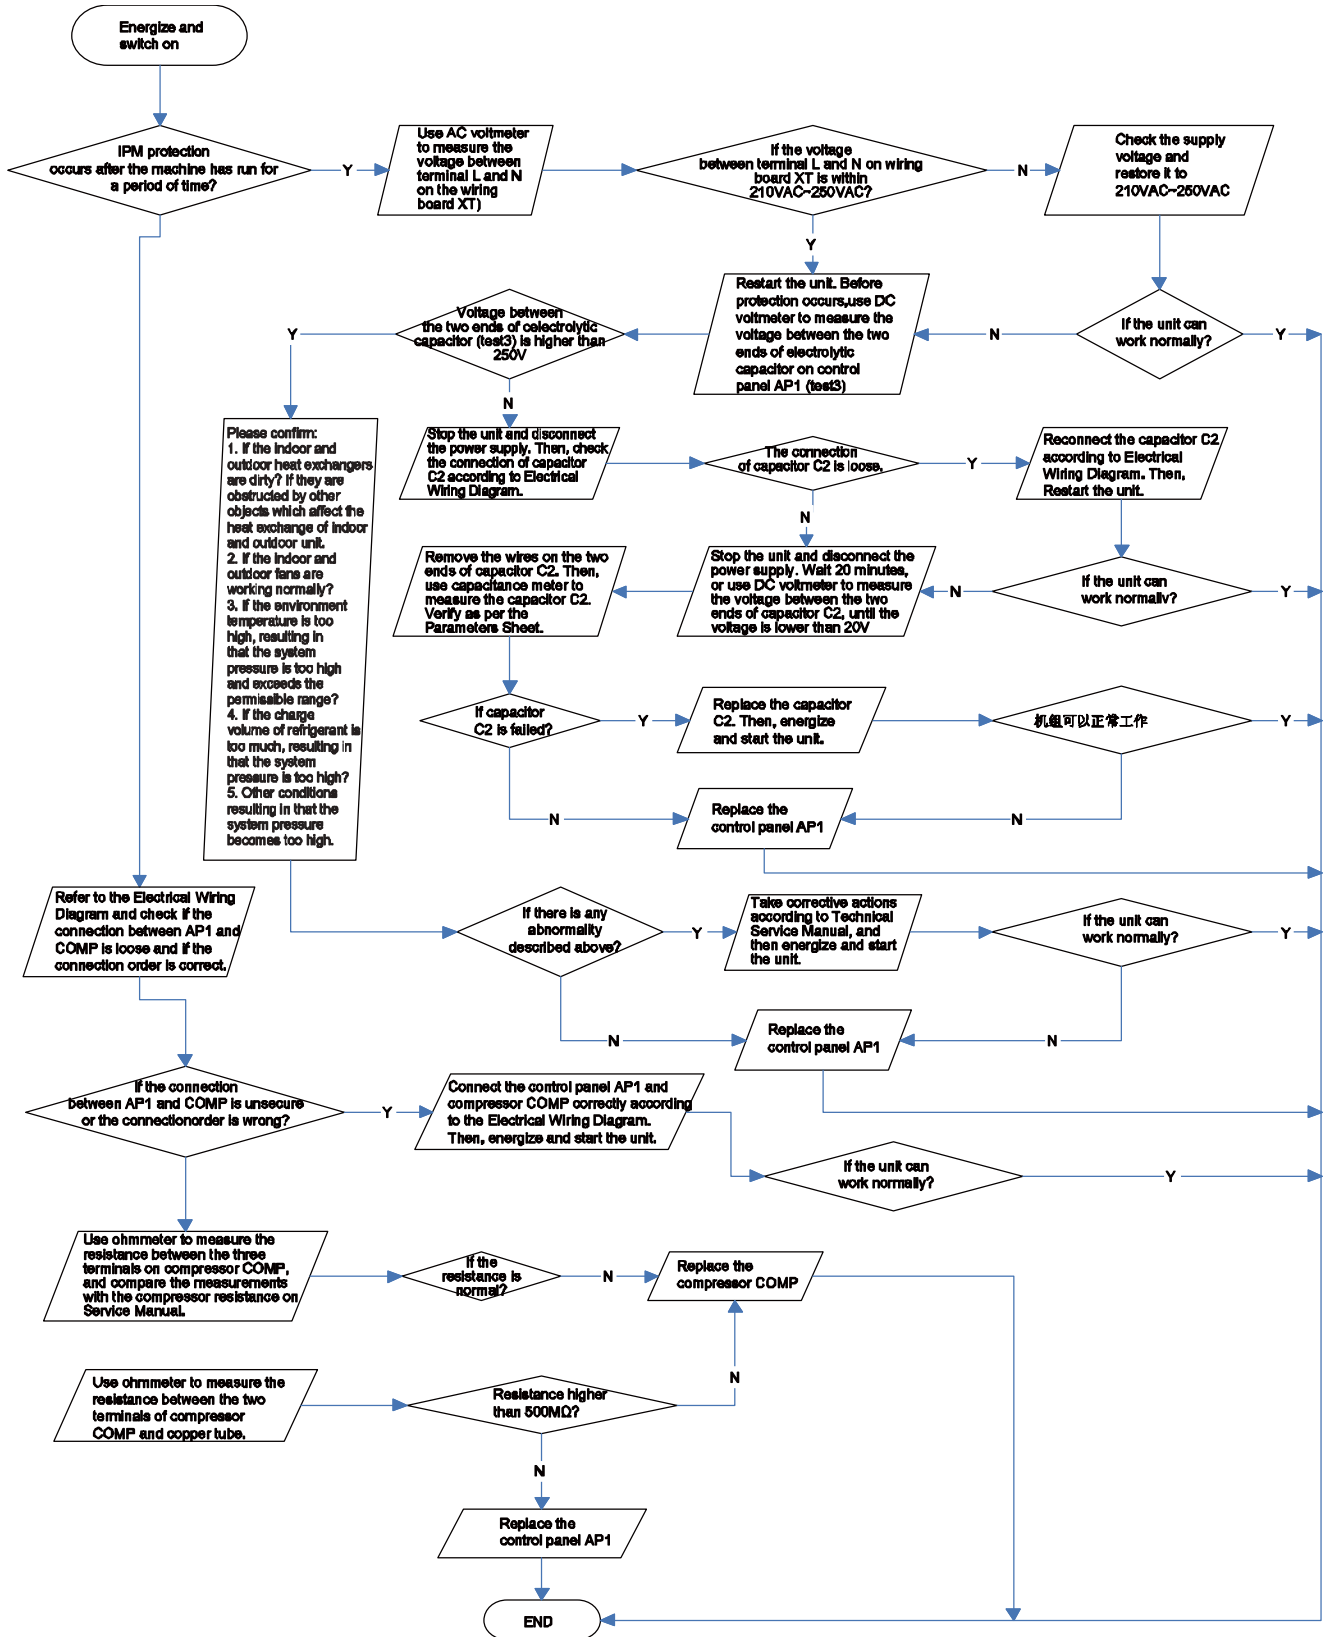 Energize and
switch on
IPM protection
occurs after the machine has run for
a period of time?
Y
Use AC voltmeter
to measure the
voltage between
terminal L and N
on the wiring
board XT)
If the voltage
between terminal L and N on wiring
board XT is within
210VAC~250VAC?
N
Check the supply
voltage and
restore it to
210VAC~250VAC
Y
Voltage between
the two ends of celectrolytic
capacitor (test3) is higher than
250V
Y
Restart the unit. Before
protection occurs,use DC
voltmeter to measure the
voltage between the two
ends of electrolytic
capacitor on control
panel AP1 (test3)
N
If the unit can
work normally?
Y
N
Please confirm:
1. If the indoor and
outdoor heat exchangers
are dirty? If they are
obstructed by other
objects which affect the
heat exchange of indoor
and outdoor unit.
2. If the indoor and
outdoor fans are
working normally?
3. If the environment
temperature is too
high, resulting in
that the system
pressure is too high
and exceeds the
permissible range?
4. If the charge
volume of refrigerant is
too much, resulting in
that the system
pressure is too high?
5. Other conditions
resulting in that the
system pressure
becomes too high.
Stop the unit and disconnect
the power supply. Then, check
the connection of capacitor
C2 according to Electrical
Wiring Diagram.
The connection
of capacitor C2 is loose.
Y
Reconnect the capacitor C2
according to Electrical
Wiring Diagram. Then,
Restart the unit.
N
Remove the wires on the two
ends of capacitor C2. Then,
use capacitance meter to
measure the capacitor C2.
Verify as per the
Parameters Sheet.
Stop the unit and disconnect the
power supply. Wait 20 minutes,
or use DC voltmeter to measure
the voltage between the two
ends of capacitor C2, until the
voltage is lower than 20V
N
If the unit can
work normally?
Y
If capacitor
C2 is failed?
Y
Replace the capacitor
C2. Then, energize
and start the unit.
机组可以正常工作
Y
N
Replace the
control panel AP1
N
Refer to the Electrical Wiring
Diagram and check if the
connection between AP1 and
COMP is loose and if the
connection order is correct.
If there is any
abnormality
described above?
Y
Take corrective actions
according to Technical
Service Manual, and
then energize and start
the unit.
If the unit can
work normally?
Y
N
Replace the
control panel AP1
N
If the connection
between AP1 and COMP is unsecure
or the connectionorder is wrong?
Y
Connect the control panel AP1 and
compressor COMP correctly according
to the Electrical Wiring Diagram.
Then, energize and start the unit.
If the unit can
work normally?
Y
Use ohmmeter to measure the
resistance between the three
terminals on compressor COMP,
and compare the measurements
with the compressor resistance on
Service Manual.
If the
resistance is
normal?
N
Replace the
compressor COMP
Use ohmmeter to measure the
resistance between the two
terminals of compressor
COMP and copper tube.
Resistance higher
than 500MΩ?
N
N
Replace the
control panel AP1
END